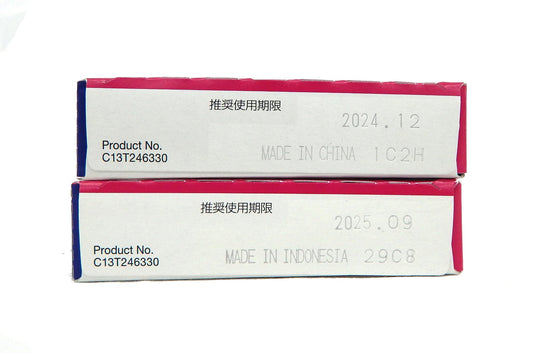 推奨使用期限
2024.12
Product No.
C13T246330
MADE IN CHINA 1C2H
推奨使用期限
2025.09
Product No.
C13T246330
MADE IN INDONESIA 29C8